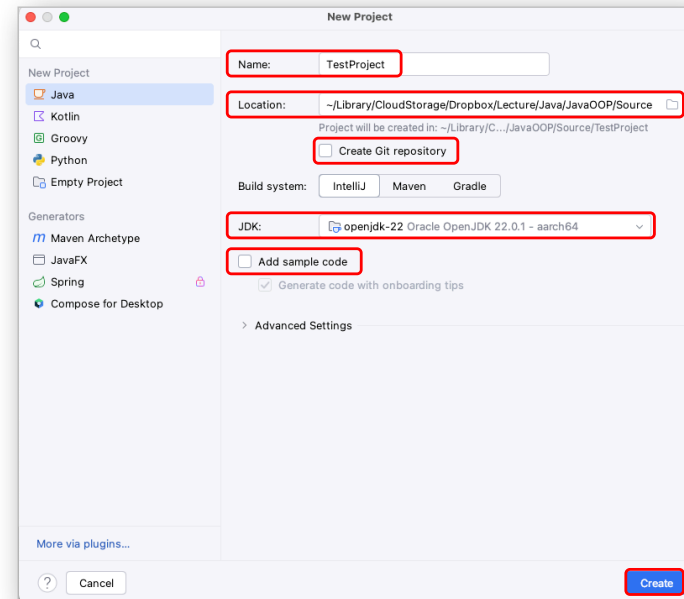 New Project
New Project
Java
Kotlin
Groovy
Python
Empty Project
Generators
Maven Archetype
JavaFX
Spring
Compose for Desktop
More via plugins...
Name: TestProject
Location: ~/Library/CloudStorage/Dropbox/Lecture/Java/JavaOOP/Source
Project will be created in: ~/Library/C.../JavaOOP/Source/TestProject
Create Git repository
Build system: IntelliJ Maven Gradle
JDK: openjdk-22 Oracle OpenJDK 22.0.1 - aarch64
Add sample code
Generate code with onboarding tips
Advanced Settings
? Cancel Create